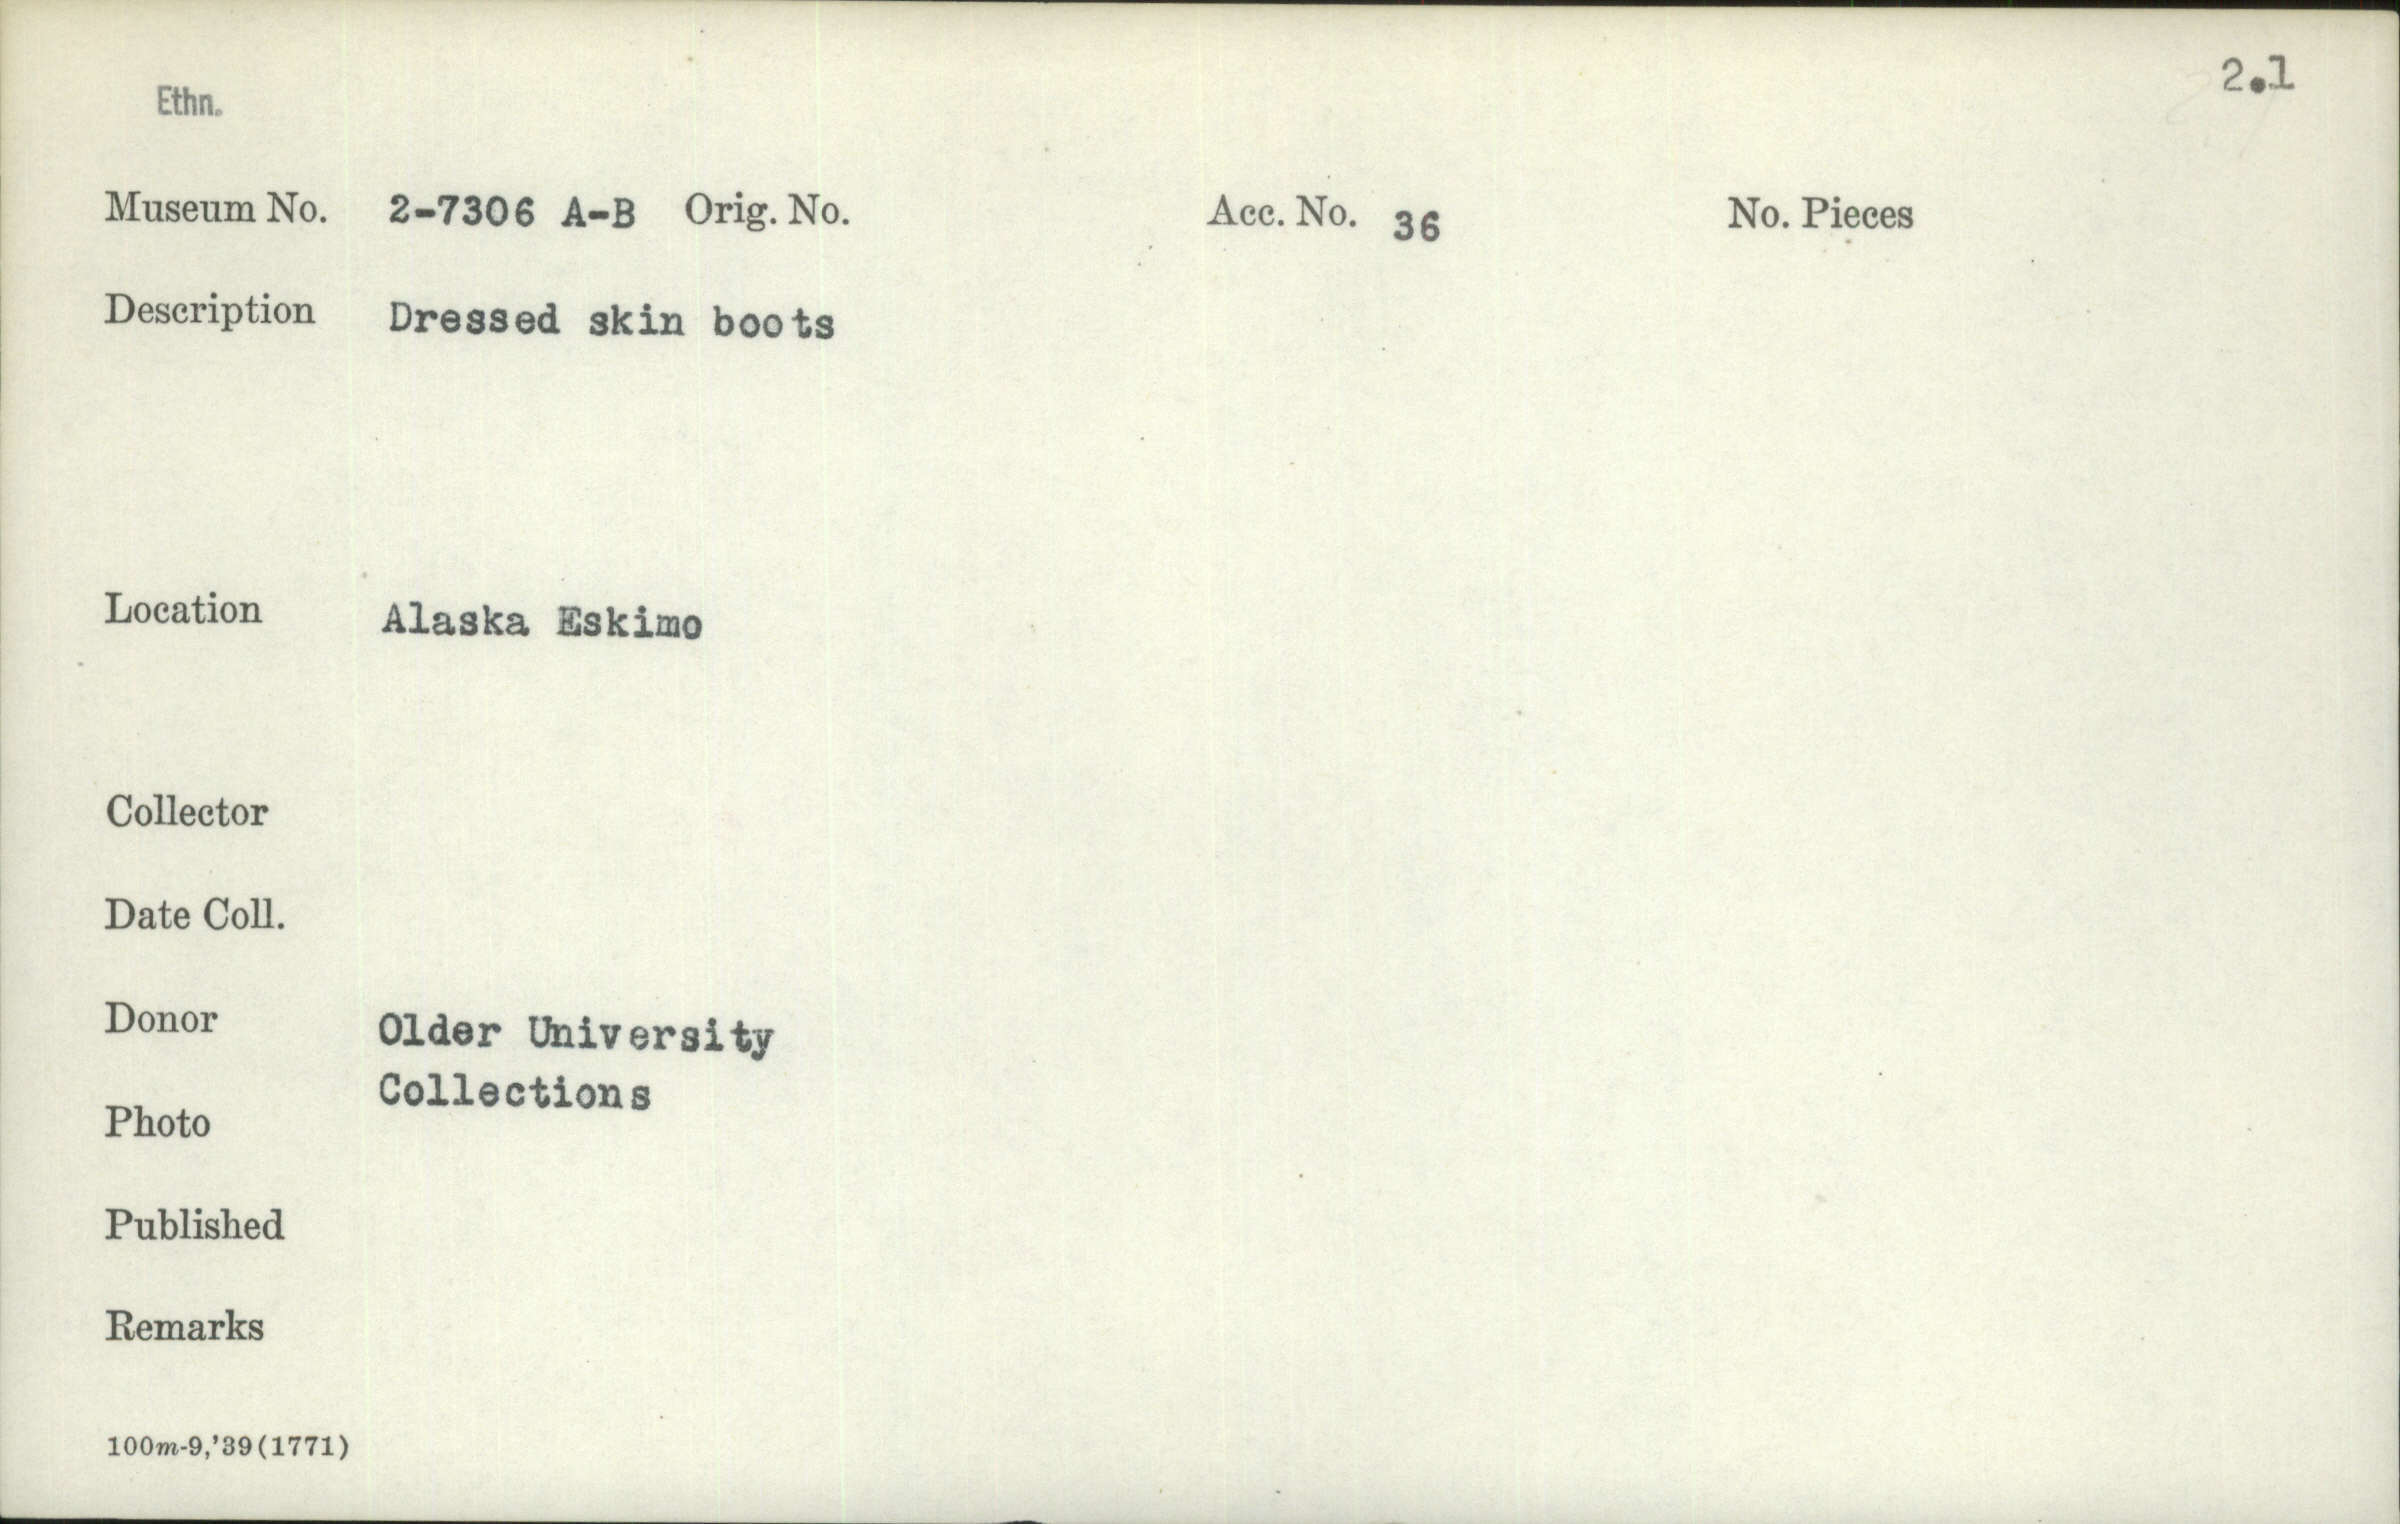 2.1
Ethn.
Museum No. 2-7306 A-B Orig. No. Acc. No. 36 No. Pieces
Description Dressed skin boots
Location Alaska Eskimo
Collector
Date Coll.
Donor Older University
Collections
Photo
Published
Remarks
100m-9,'39(1771)